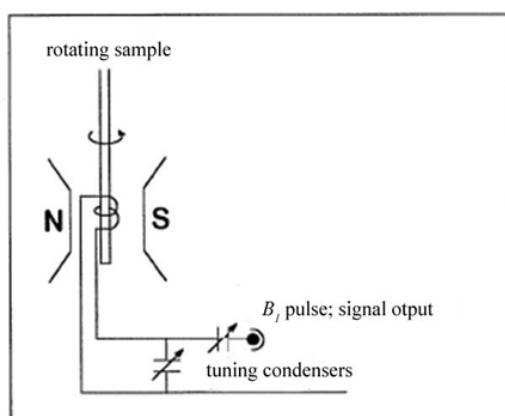 rotating sample
N S
B₁ pulse; signal otput
tuning condensers